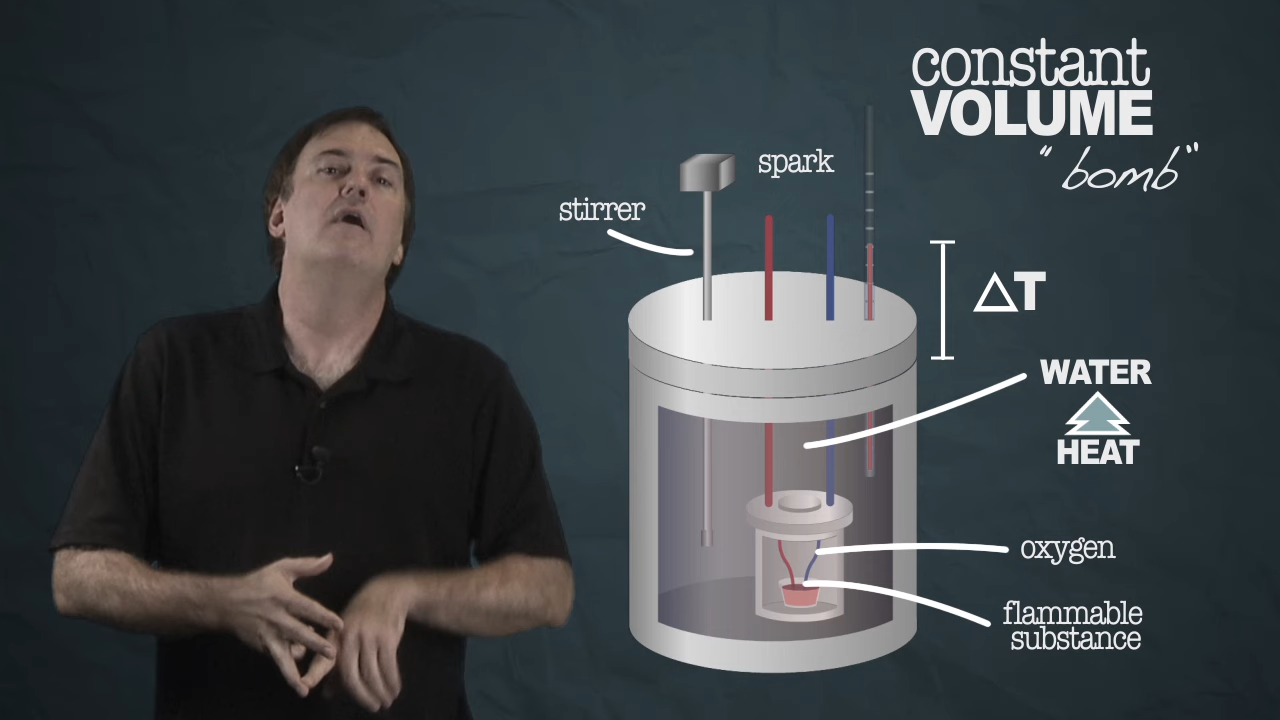 constant
VOLUME
"bomb"
spark
stirrer
ΔT
WATER
HEAT
oxygen
flammable
substance